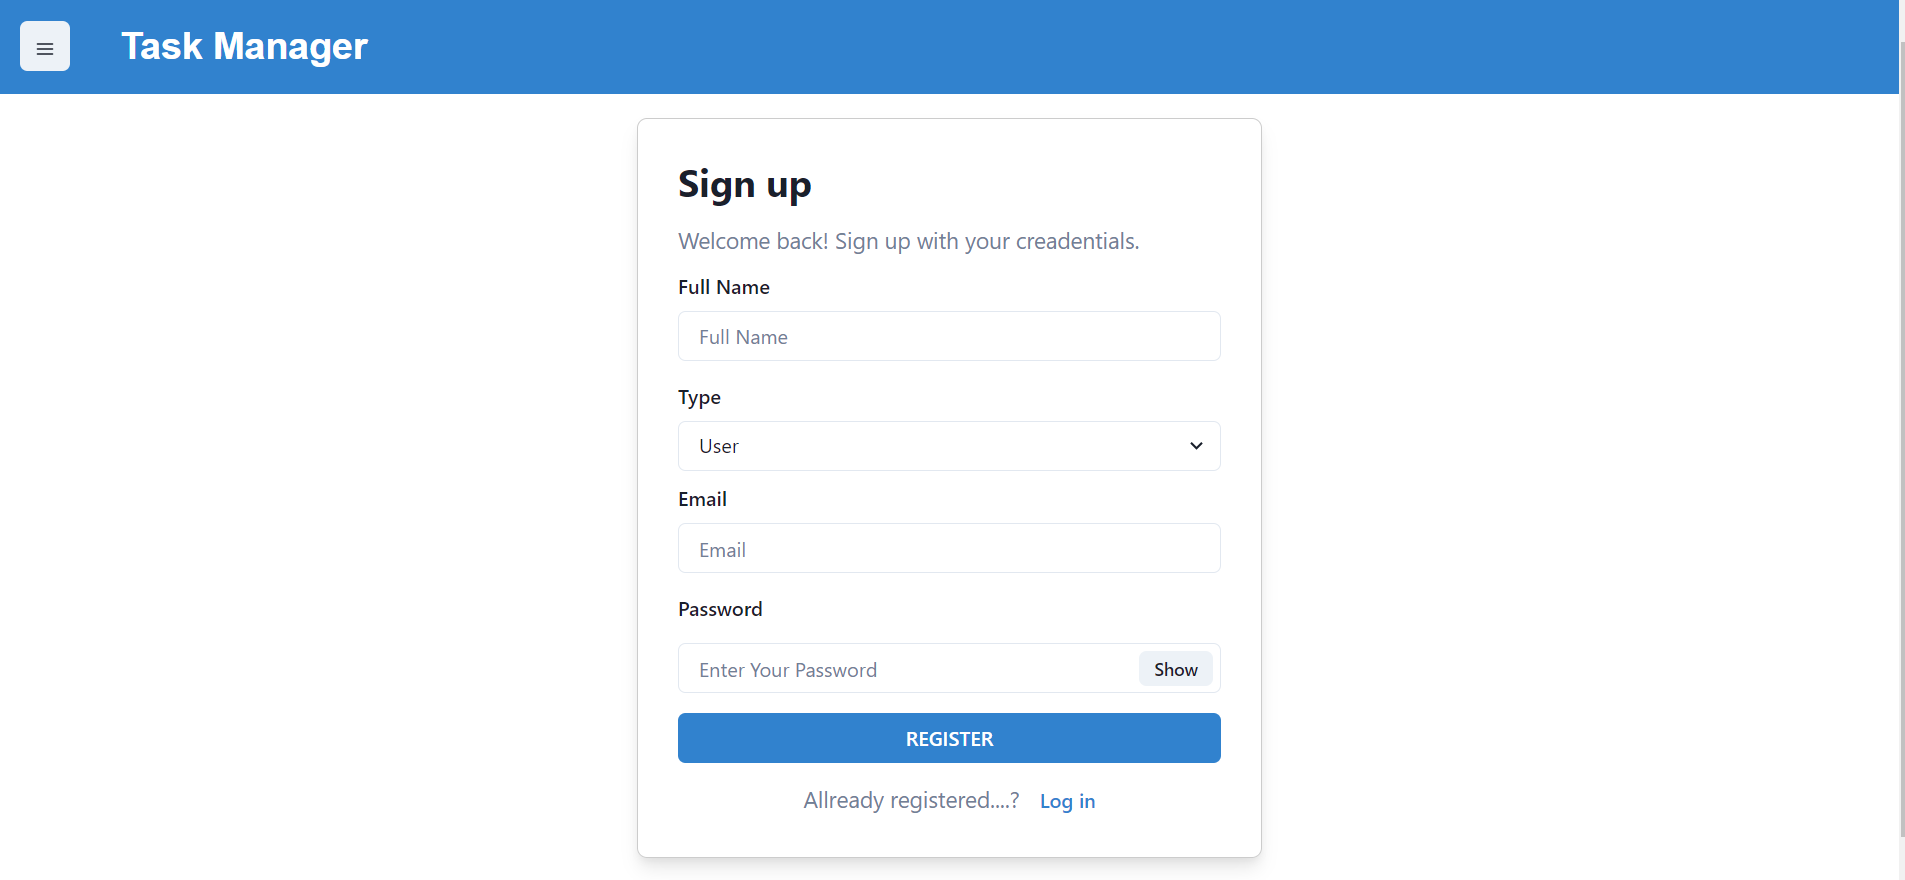 Task Manager
Sign up
Welcome back! Sign up with your creadentials.
Full Name
Full Name
Type
User
Email
Email
Password
Enter Your Password Show
REGISTER
Allready registered....? Log in